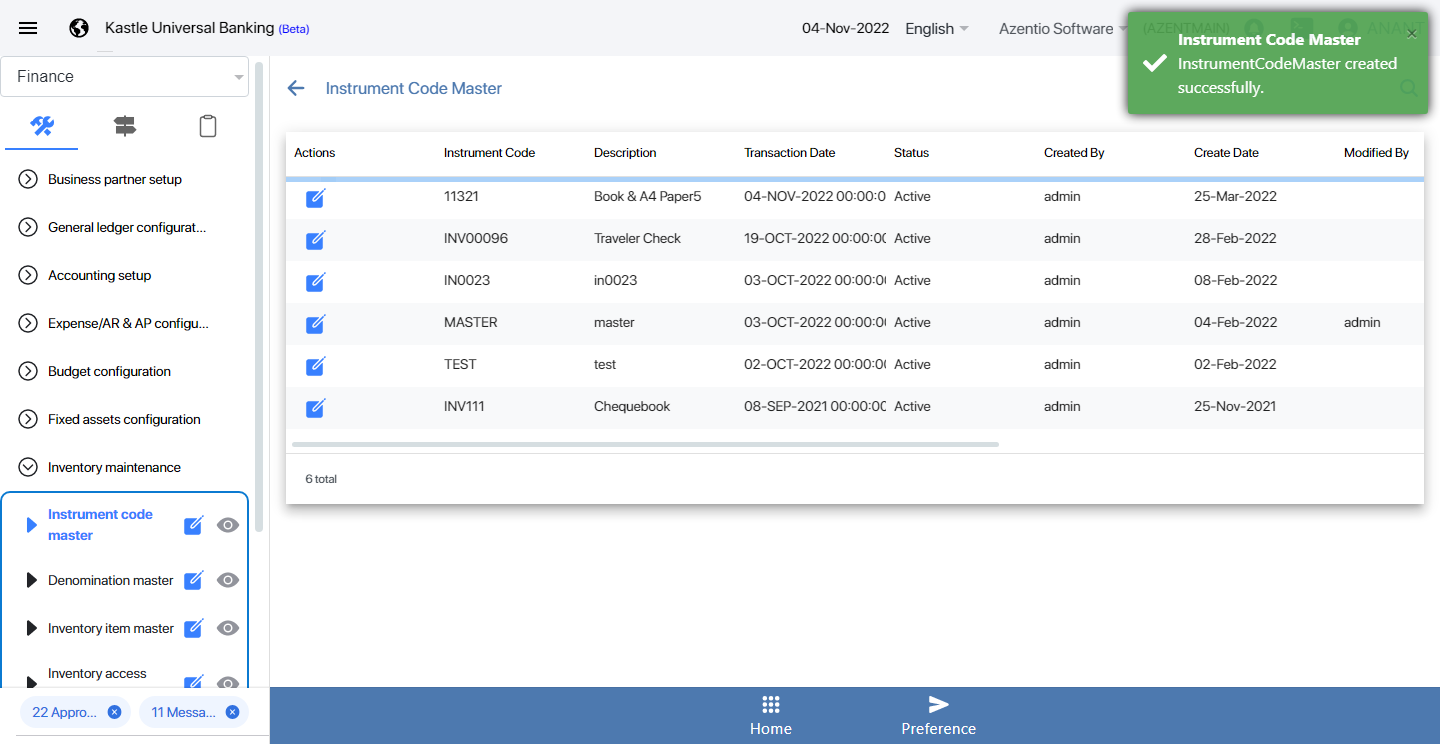 Kastle Universal Banking (Beta)
04-Nov-2022
English
Azentio Software
(AZENTMAIN)
ANANT
Instrument Code Master
InstrumentCodeMaster created
successfully.
×
Finance
Business partner setup
General ledger configurat...
Accounting setup
Expense/AR & AP configu...
Budget configuration
Fixed assets configuration
Inventory maintenance
Instrument code
master
Denomination master
Inventory item master
Inventory access
22 Appro...
11 Messa...
Instrument Code Master
Actions Instrument Code Description Transaction Date Status Created By Create Date Modified By
11321 Book & A4 Paper5 04-NOV-2022 00:00:0 Active admin 25-Mar-2022
INV00096 Traveler Check 19-OCT-2022 00:00:00 Active admin 28-Feb-2022
IN0023 in0023 03-OCT-2022 00:00:0 Active admin 08-Feb-2022
MASTER master 03-OCT-2022 00:00:0 Active admin 04-Feb-2022 admin
TEST test 02-OCT-2022 00:00:0 Active admin 02-Feb-2022
INV111 Chequebook 08-SEP-2021 00:00:00 Active admin 25-Nov-2021
6 total
Home
Preference